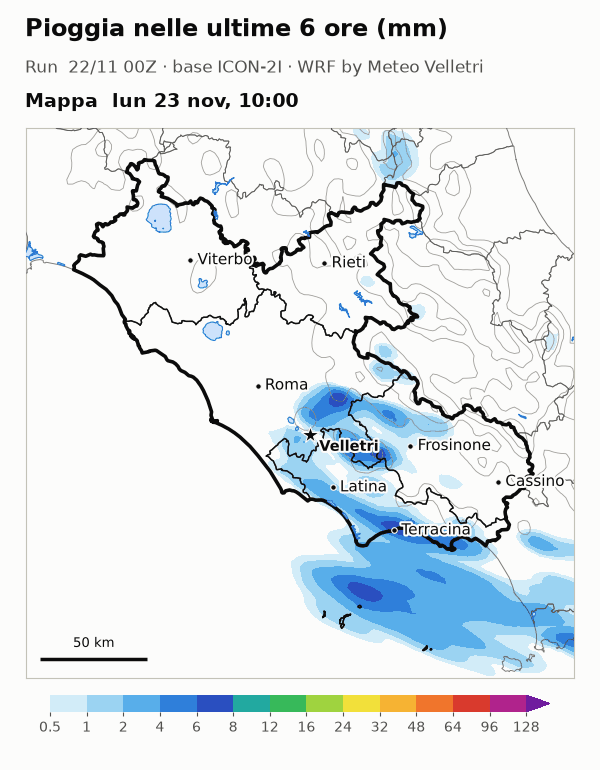 Pioggia nelle ultime 6 ore (mm)
Run 22/11 00Z · base ICON-2I · WRF by Meteo Velletri
Mappa lun 23 nov, 10:00
Viterbo
Rieti
Roma
Velletri
Frosinone
Cassino
Latina
Terracina
50 km
0.5 1 2 4 6 8 12 16 24 32 48 64 96 128